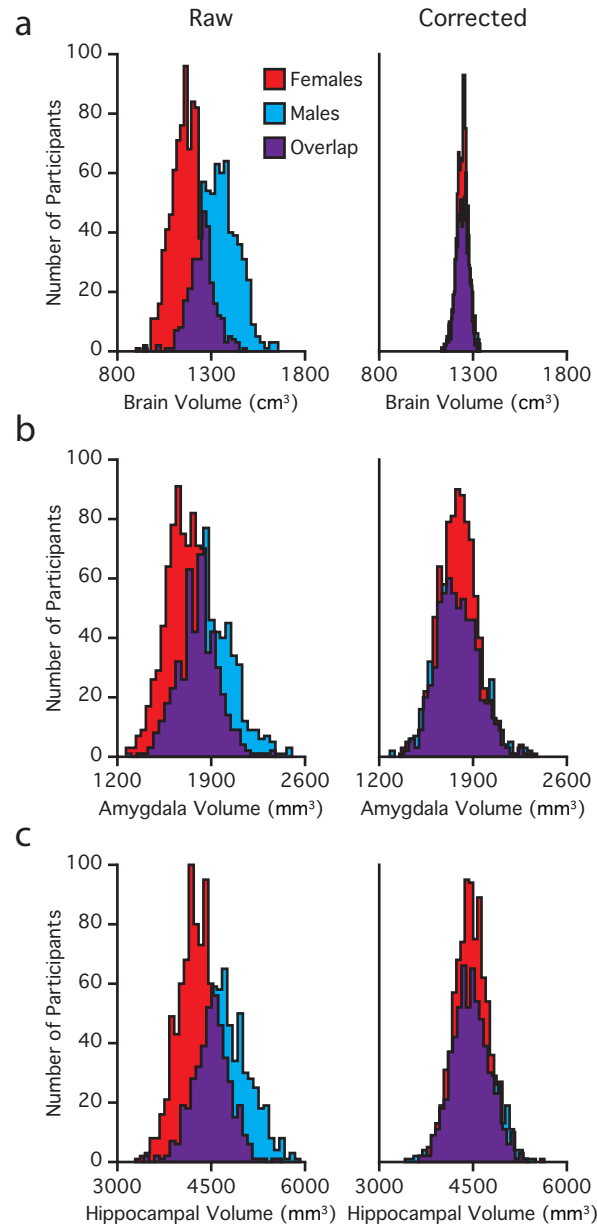 a
Raw
Corrected
100
80
60
40
20
0
Number of Participants
Females
Males
Overlap
800
1300
1800
Brain Volume (cm³)
800
1300
1800
Brain Volume (cm³)
b
100
80
60
40
20
0
Number of Participants
1200
1900
2600
Amygdala Volume (mm³)
1200
1900
2600
Amygdala Volume (mm³)
c
100
80
60
40
20
0
Number of Participants
3000
4500
6000
Hippocampal Volume (mm³)
3000
4500
6000
Hippocampal Volume (mm³)